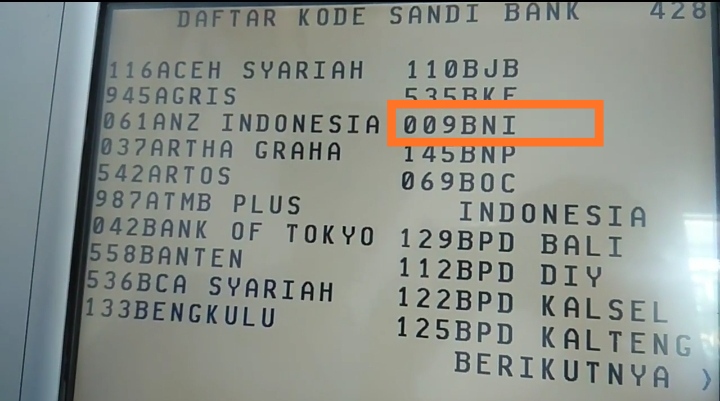 DAFTAR KODE SANDI BANK 428
116ACEH SYARIAH
945AGRIS
061ANZ INDONESIA
037ARTHA GRAHA
542ARTOS
987ATMB PLUS
042BANK OF TOKYO
558BANTEN
536BCA SYARIAH
133BENGKULU
110BJB
535BKE
009BNI
145BNP
069BOC
INDONESIA
129BPD BALI
112BPD DIY
122BPD KALSEL
125BPD KALTENG
BERIKUTNYA >